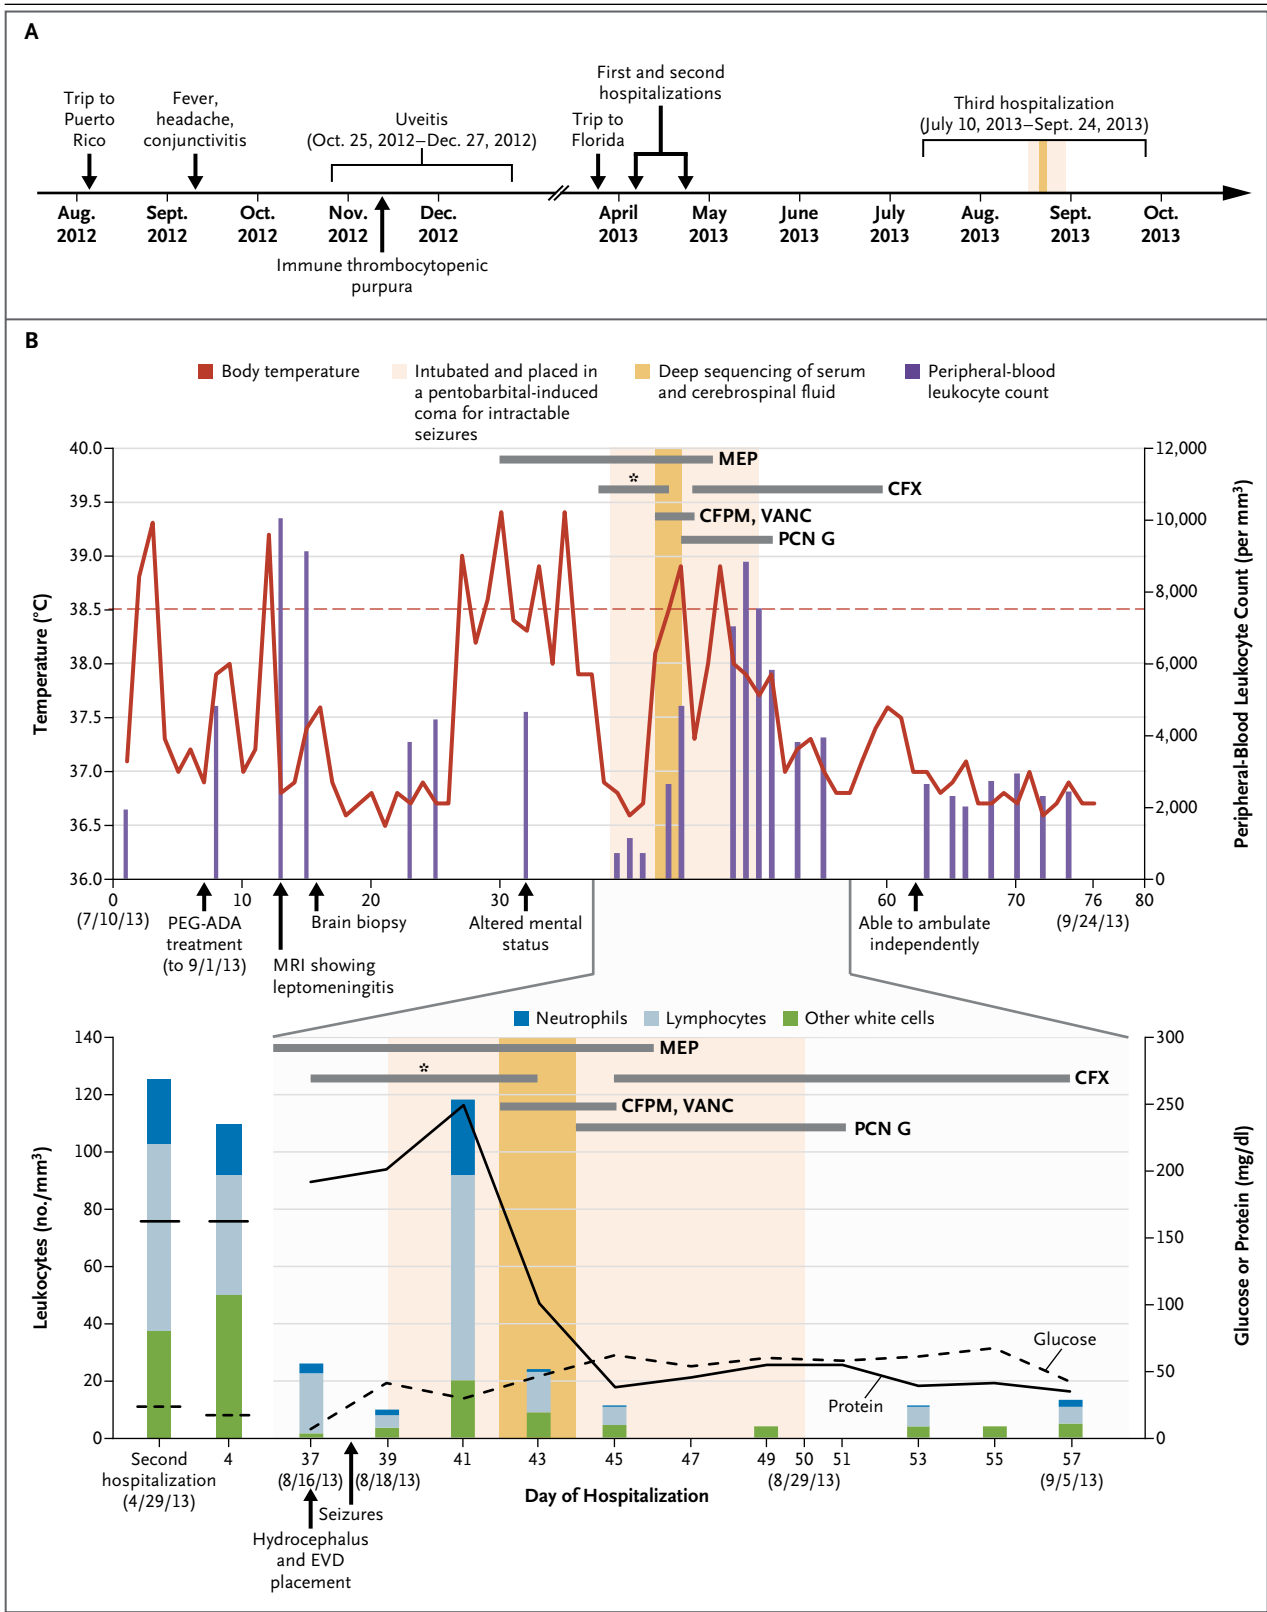 A
First and second
hospitalizations
Trip to
Puerto
Rico
Fever,
headache,
conjunctivitis
Uveitis
(Oct. 25, 2012–Dec. 27, 2012)
Trip to
Florida
Third hospitalization
(July 10, 2013–Sept. 24, 2013)
Aug.
2012
Sept.
2012
Oct.
2012
Nov.
2012
Dec.
2012
April
2013
May
2013
June
2013
July
2013
Aug.
2013
Sept.
2013
Oct.
2013
Immune thrombocytopenic
purpura
B
Body temperature
Intubated and placed in
a pentobarbital-induced
coma for intractable
seizures
Deep sequencing of serum
and cerebrospinal fluid
Peripheral-blood
leukocyte count
Temperature (°C)
40.0
39.5
39.0
38.5
38.0
37.5
37.0
36.5
36.0
MEP
*
CFX
CFPM, VANC
PCN G
12,000
10,000
8,000
6,000
4,000
2,000
0
Peripheral-Blood Leukocyte Count (per mm³)
0
(7/10/13)
10
20
30
60
70
76
(9/24/13)
80
PEG-ADA
treatment
(to 9/1/13)
MRI showing
leptomeningitis
Brain biopsy
Altered mental
status
Able to ambulate
independently
Neutrophils
Lymphocytes
Other white cells
Leukocytes (no./mm³)
140
120
100
80
60
40
20
0
MEP
*
CFX
CFPM, VANC
PCN G
Glucose
Protein
300
250
200
150
100
50
0
Glucose or Protein (mg/dl)
Second
hospitalization
(4/29/13)
4
37
(8/16/13)
39
(8/18/13)
41
43
45
47
49
50
(8/29/13)
51
53
55
57
(9/5/13)
Day of Hospitalization
Seizures
Hydrocephalus
and EVD
placement